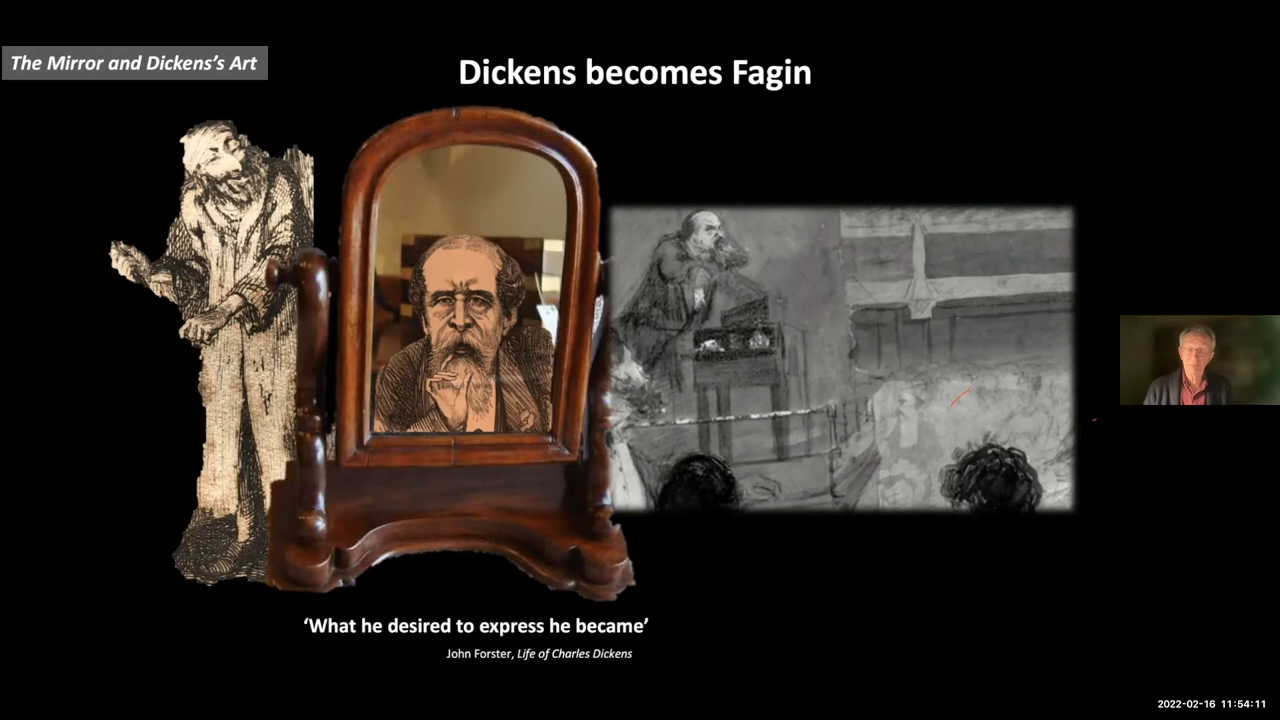 The Mirror and Dickens's Art
Dickens becomes Fagin
‘What he desired to express he became’
John Forster, Life of Charles Dickens
2022-02-16 11:54:11